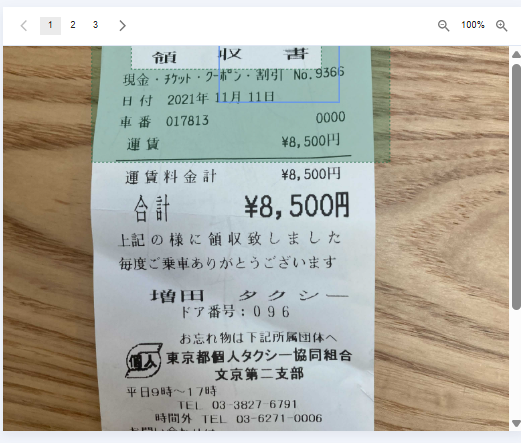 1 2 3 100%
領収書
現金・チケット・クーポン・割引 No.9366
日付 2021年11月11日
車番 017813 0000
運賃 ¥8,500円
運賃料金計 ¥8,500円
合計 ¥8,500円
上記の様に領収致しました
毎度ご乗車ありがとうございます
増田 タクシー
ドア番号:096
お忘れ物は下記所属団体へ
個人 東京都個人タクシー協同組合
文京第二支部
平日9時~17時
TEL 03-3827-6791
時間外 TEL 03-6271-0006